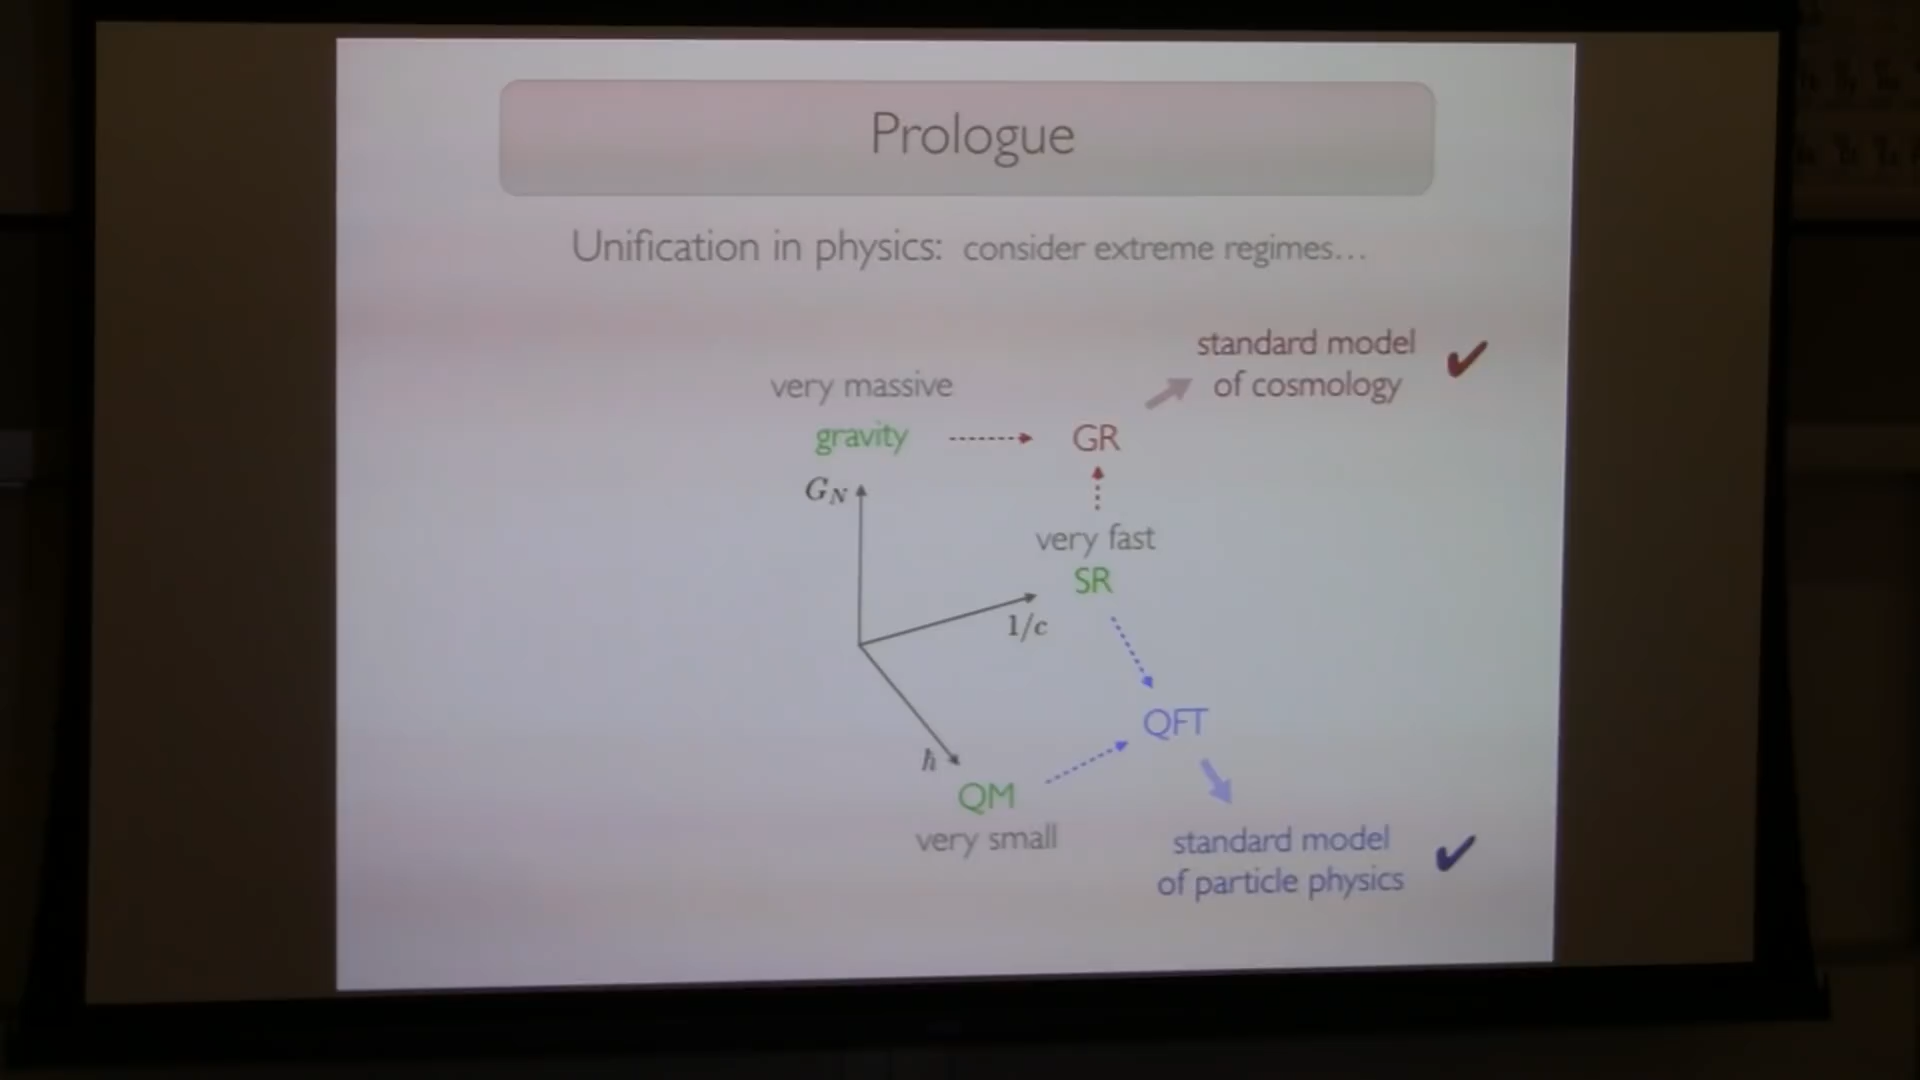 Prologue
Unification in physics: consider extreme regimes...
standard model
of cosmology
✔
very massive
gravity
GR
G_N
very fast
SR
1/c
QFT
ħ
QM
very small
standard model
of particle physics
✔